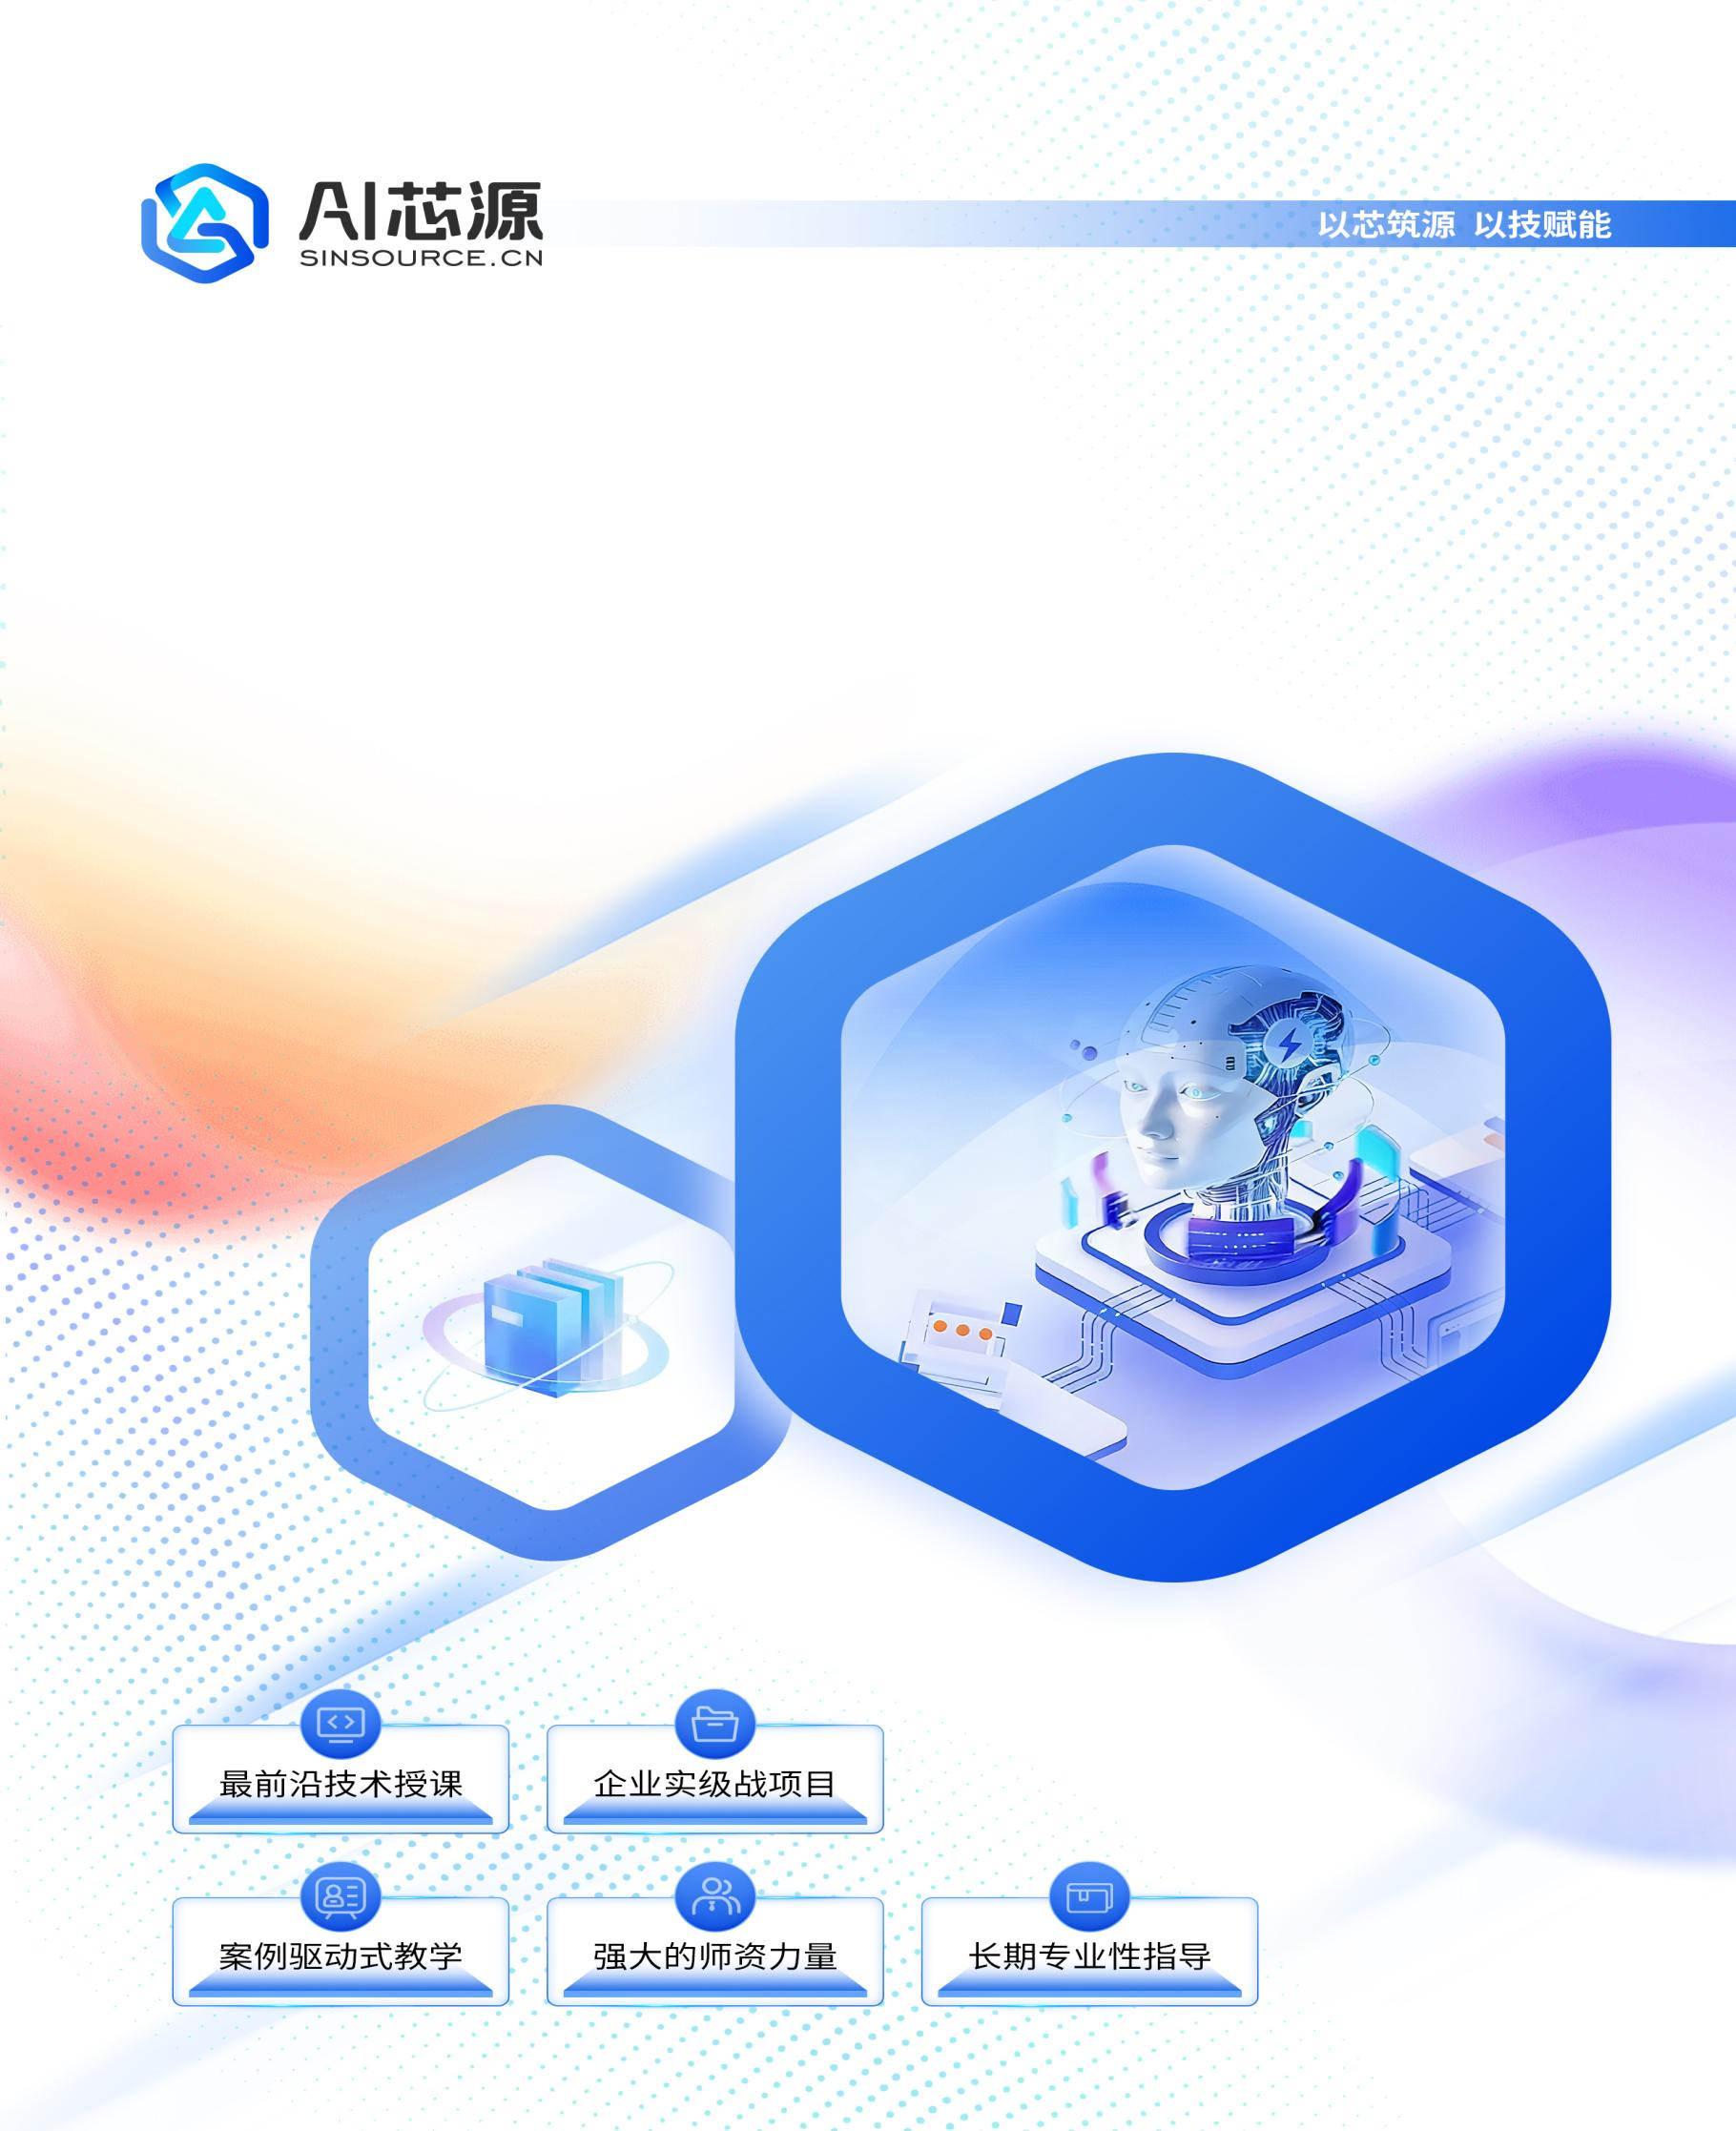 AI芯源
SINSOURCE.CN
以芯筑源 以技赋能
最前沿技术授课
企业实级战项目
案例驱动式教学
强大的师资力量
长期专业性指导